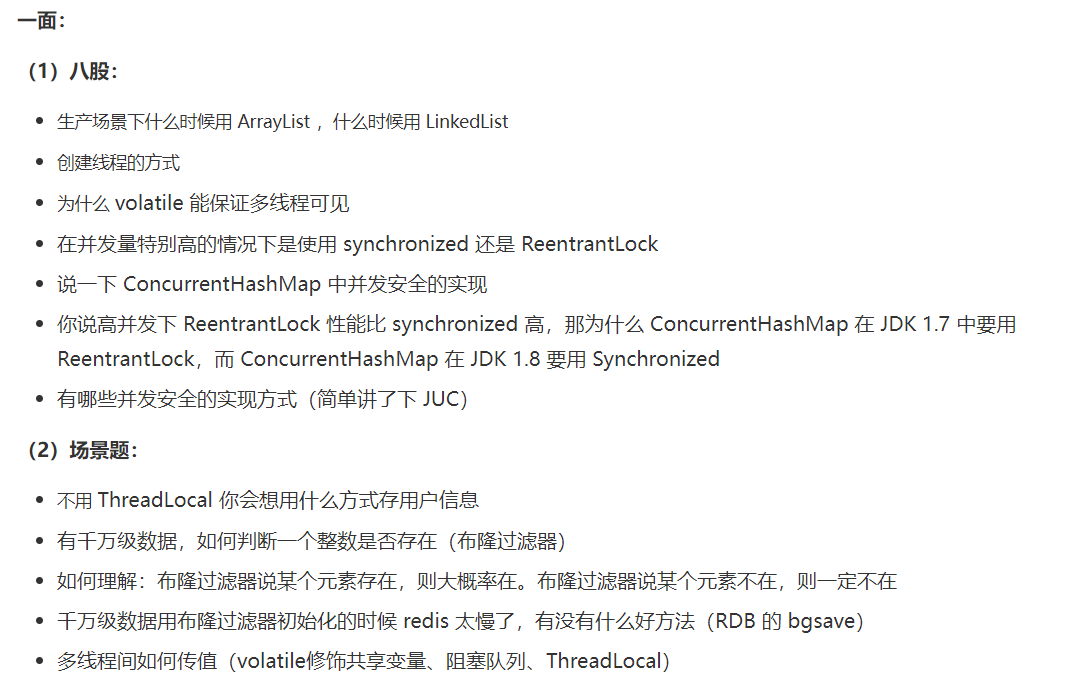 一面：
（1）八股：
• 生产场景下什么时候用 ArrayList ，什么时候用 LinkedList
• 创建线程的方式
• 为什么 volatile 能保证多线程可见
• 在并发量特别高的情况下是使用 synchronized 还是 ReentrantLock
• 说一下 ConcurrentHashMap 中并发安全的实现
• 你说高并发下 ReentrantLock 性能比 synchronized 高，那为什么 ConcurrentHashMap 在 JDK 1.7 中要用
ReentrantLock，而 ConcurrentHashMap 在 JDK 1.8 要用 Synchronized
• 有哪些并发安全的实现方式（简单讲了下 JUC）
（2）场景题：
• 不用 ThreadLocal 你会想用什么方式存用户信息
• 有千万级数据，如何判断一个整数是否存在（布隆过滤器）
• 如何理解：布隆过滤器说某个元素存在，则大概率在。布隆过滤器说某个元素不在，则一定不在
• 千万级数据用布隆过滤器初始化的时候 redis 太慢了，有没有什么好方法（RDB 的 bgsave）
• 多线程间如何传值（volatile修饰共享变量、阻塞队列、ThreadLocal）